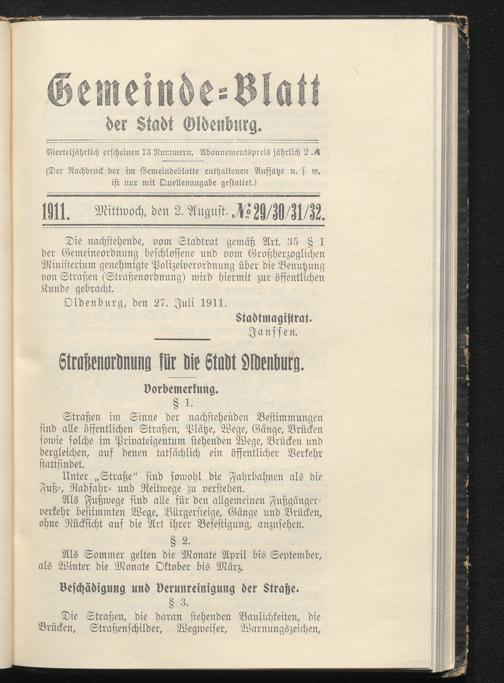 Gemeinde=Blatt
der Stadt Oldenburg.
Vierteljährlich erscheinen 13 Nummern. Abonnementspreis jährlich 2 ℳ
(Der Nachdruck der im Gemeindeblatte enthaltenen Aufsätze u. s. w.
ist nur mit Quellenangabe gestattet.)
1911. Mittwoch, den 2. August. № 29/30/31/32.
Die nachstehende, vom Stadtrat gemäß Art. 35 § 1
der Gemeineordnung beschlossene und vom Großherzoglichen
Ministerium genehmigte Polizeiverordnung über die Benutzung
von Straßen (Straßenordnung) wird hiermit zur öffentlichen
Kunde gebracht.
Oldenburg, den 27. Juli 1911.
Stadtmagistrat.
Janssen.
Straßenordnung für die Stadt Oldenburg.
Vorbemerkung.
§ 1.
Straßen im Sinne der nachstehenden Bestimmungen
sind alle öffentlichen Straßen, Plätze, Wege, Gänge, Brücken
sowie solche im Privateigentum stehenden Wege, Brücken und
dergleichen, auf denen tatsächlich ein öffentlicher Verkehr
stattfindet.
Unter „Straße“ sind sowohl die Fahrbahnen als die
Fuß-, Radfahr- und Reitwege zu verstehen.
Als Fußwege sind alle für den allgemeinen Fußgänger-
verkehr bestimmten Wege, Bürgersteige, Gänge und Brücken,
ohne Rücksicht auf die Art ihrer Befestigung, anzusehen.
§ 2.
Als Sommer gelten die Monate April bis September,
als Winter die Monate Oktober bis März.
Beschädigung und Verunreinigung der Straße.
§ 3.
Die Straßen, die daran stehenden Baulichkeiten, die
Brücken, Straßenschilder, Wegweiser, Warnungszeichen,